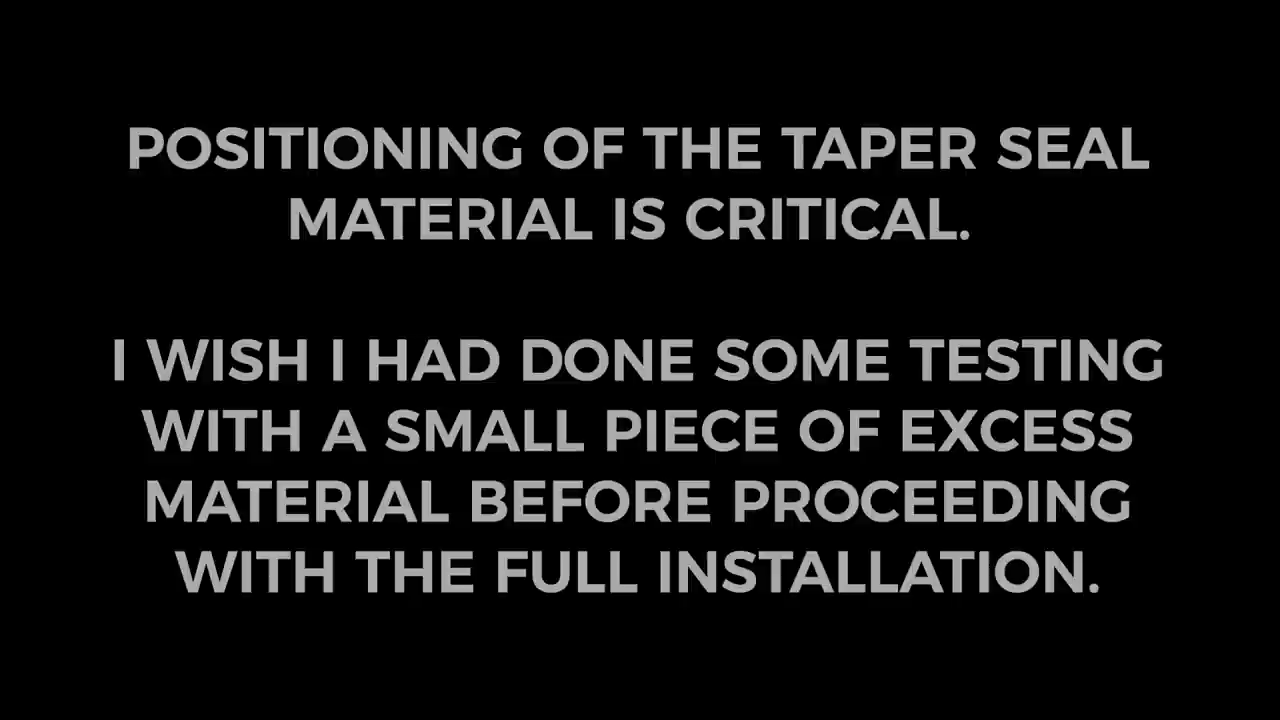 POSITIONING OF THE TAPER SEAL
MATERIAL IS CRITICAL.
I WISH I HAD DONE SOME TESTING
WITH A SMALL PIECE OF EXCESS
MATERIAL BEFORE PROCEEDING
WITH THE FULL INSTALLATION.